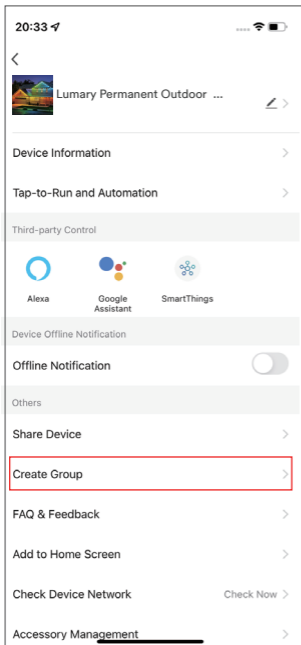 20:33
Lumary Permanent Outdoor ...
Device Information
Tap-to-Run and Automation
Third-party Control
Alexa
Google
Assistant
SmartThings
Device Offline Notification
Offline Notification
Others
Share Device
Create Group
FAQ & Feedback
Add to Home Screen
Check Device Network Check Now
Accessory Management